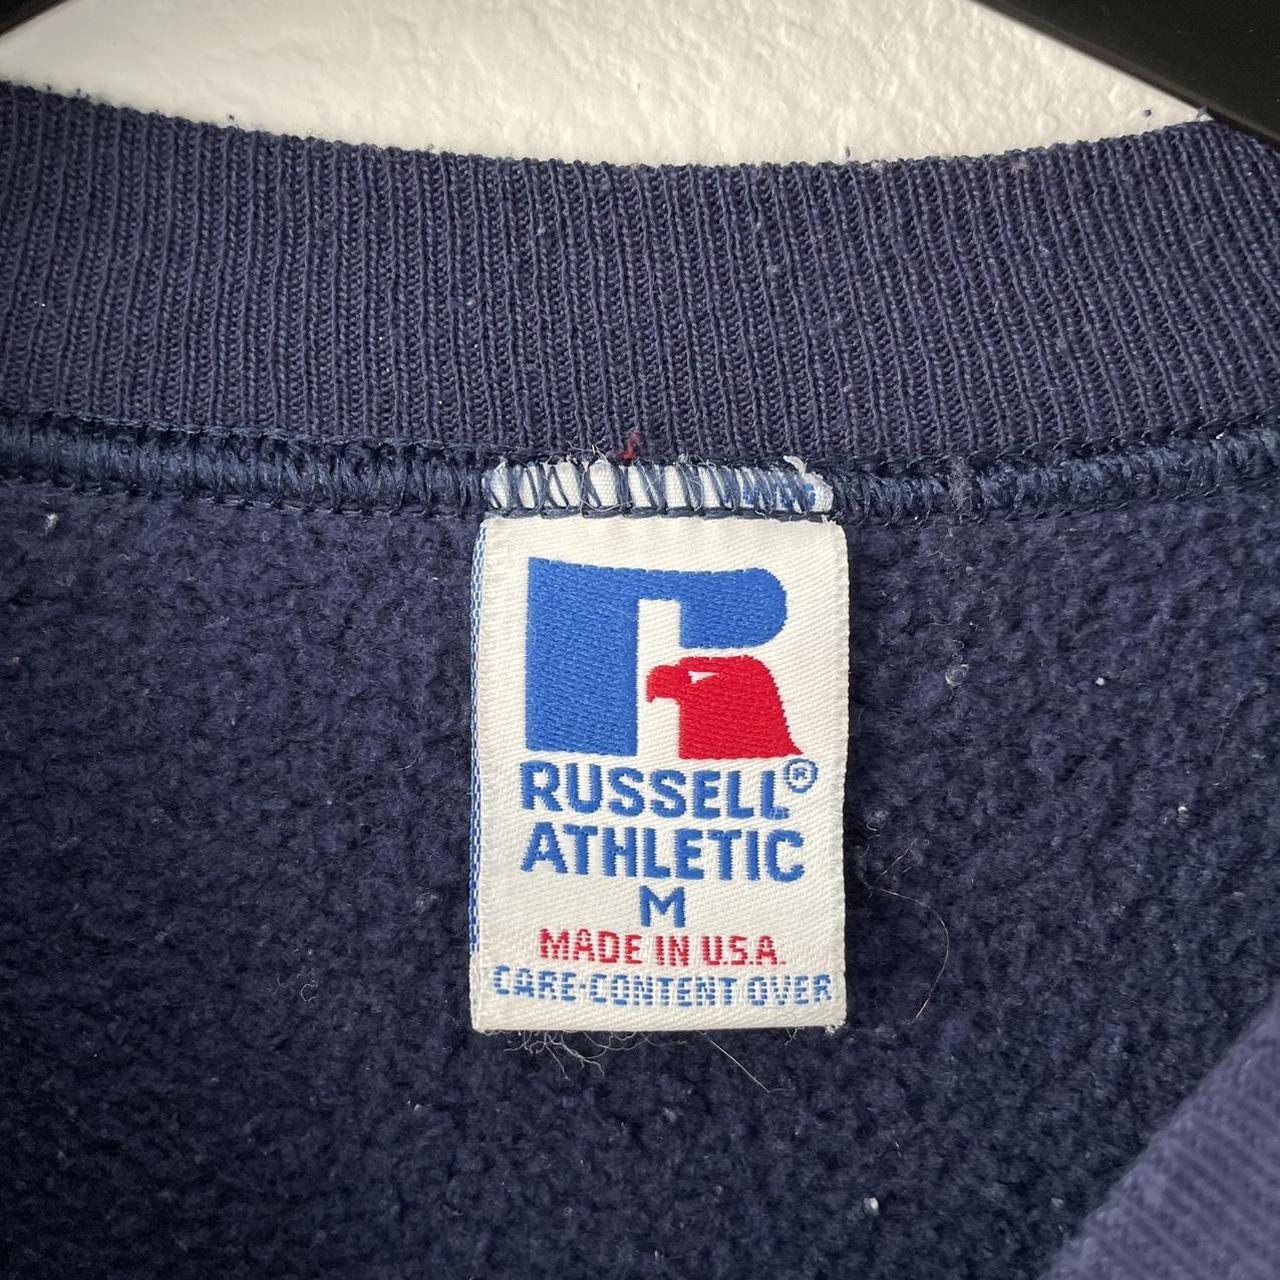 RUSSELL®
ATHLETIC
M
MADE IN U.S.A.
CARE-CONTENT OVER